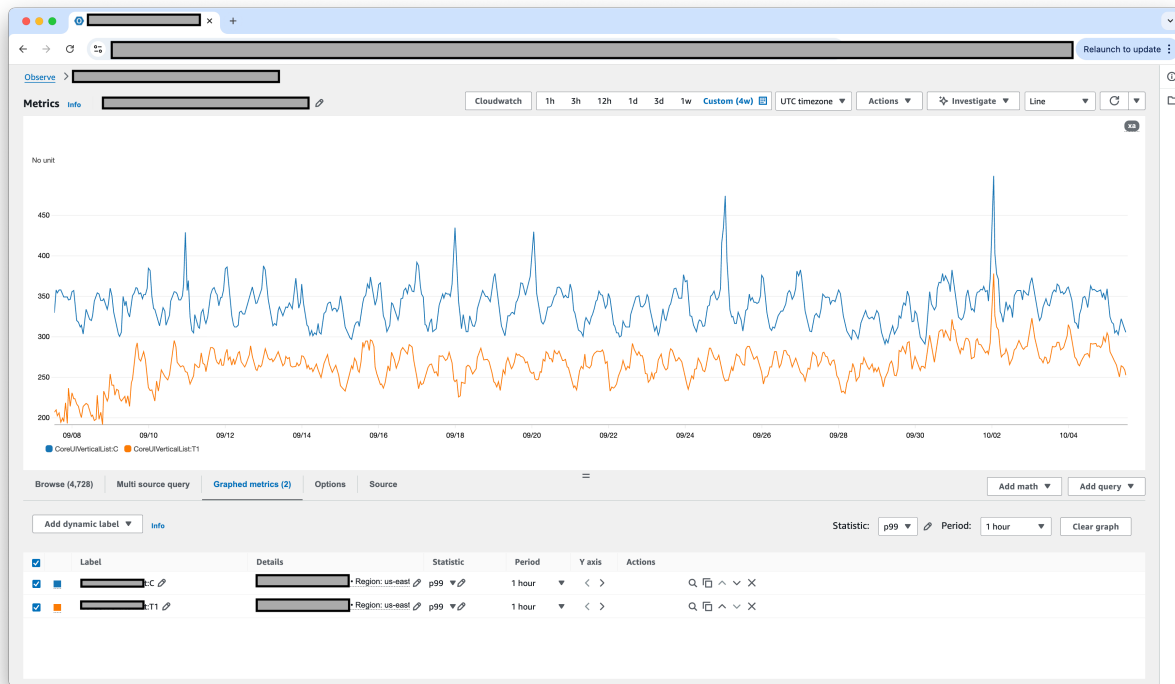 Relaunch to update
Observe
Metrics Info
Cloudwatch 1h 3h 12h 1d 3d 1w Custom (4w) UTC timezone Actions Investigate Line
xa
No unit
450
400
350
300
250
200
09/08 09/10 09/12 09/14 09/16 09/18 09/20 09/22 09/24 09/26 09/28 09/30 10/02 10/04
CoreUIVerticalList:C CoreUIVerticalList:T1
Browse (4,728) Multi source query Graphed metrics (2) Options Source Add math Add query
Add dynamic label Info Statistic: p99 Period: 1 hour Clear graph
Label Details Statistic Period Y axis Actions
t:C • Region: us-east p99 1 hour
t:T1 • Region: us-east p99 1 hour